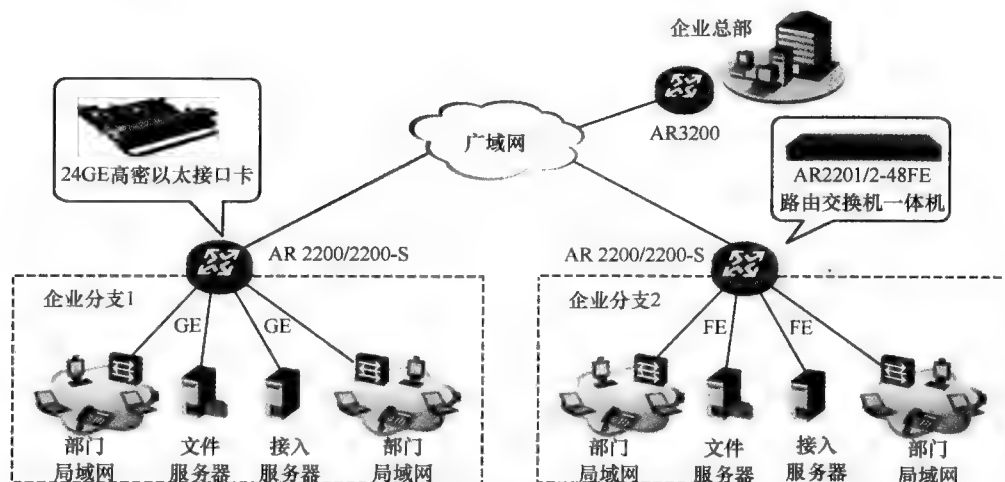 企业总部
AR3200
广域网
24GE高密以太接口卡
AR2201/2-48FE
路由交换机一体机
AR 2200/2200-S
AR 2200/2200-S
企业分支1
GE
GE
部门
局域网
文件
服务器
接入
服务器
部门
局域网
企业分支2
FE
FE
部门
局域网
文件
服务器
接入
服务器
部门
局域网